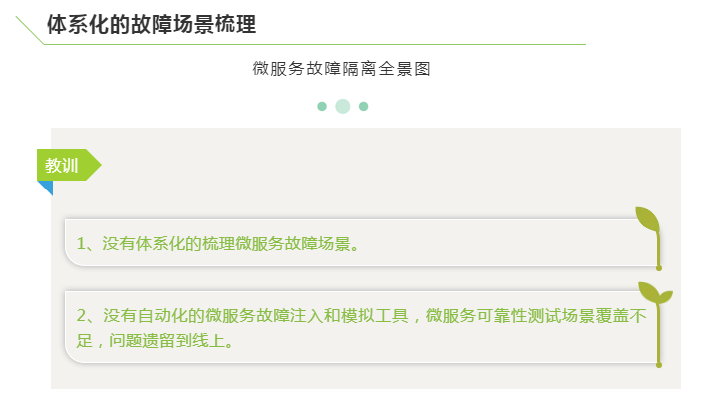 体系化的故障场景梳理
微服务故障隔离全景图
教训
1、没有体系化的梳理微服务故障场景。
2、没有自动化的微服务故障注入和模拟工具，微服务可靠性测试场景覆盖不
足，问题遗留到线上。